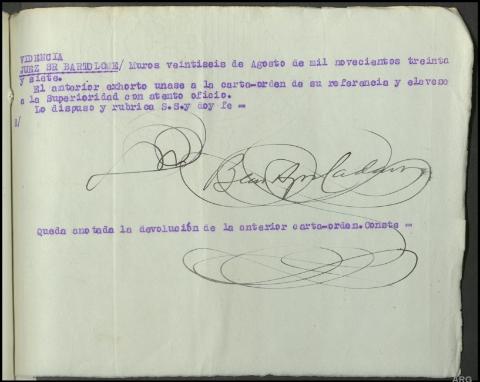 VIDENCIA
JUEZ SR BARTOLOME/ Muros veintiseis de Agosto de mil novecientos treinta
y siete.
El anterior exhorto unase a la carta-orden de su referencia y elevese
a la Superioridad con atento oficio.
Lo dispuso y rubrica S.S.y doy fe =
Queda anotada la devolución de la anterior carta-orden.Conste =
ARG